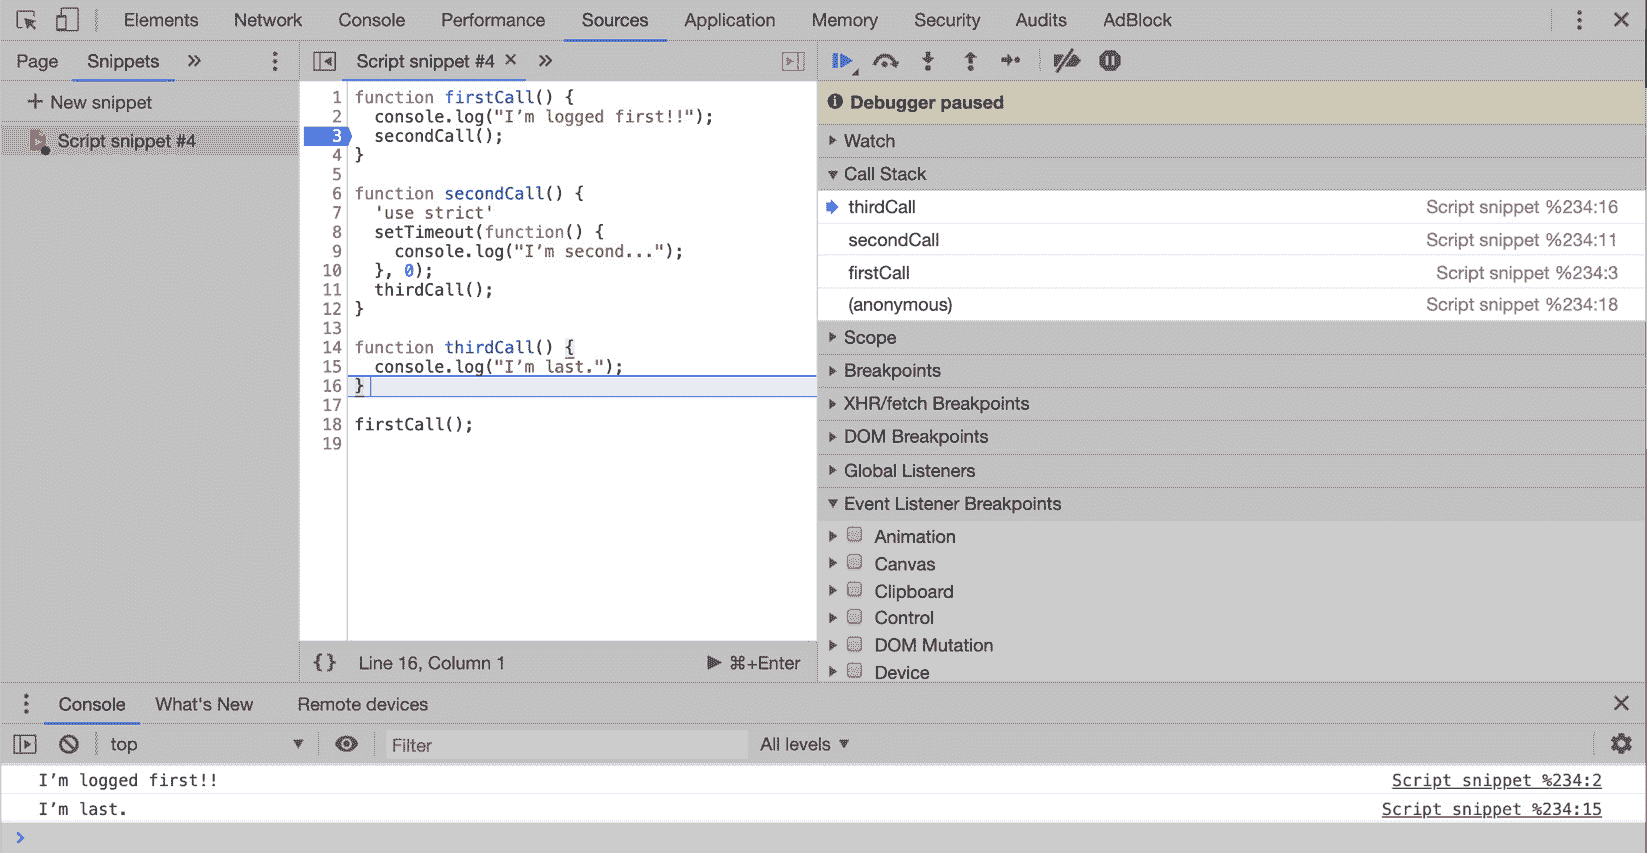 Elements Network Console Performance Sources Application Memory Security Audits AdBlock
Page Snippets
Script snippet #4
New snippet
Script snippet #4
1 function firstCall() {
2 console.log("I’m logged first!!");
3 secondCall();
4 }
5
6 function secondCall() {
7 'use strict'
8 setTimeout(function() {
9 console.log("I’m second...");
10 }, 0);
11 thirdCall();
12 }
13
14 function thirdCall() {
15 console.log("I’m last.");
16 }
17
18 firstCall();
19
{} Line 16, Column 1 ⌘+Enter
Debugger paused
Watch
Call Stack
thirdCall Script snippet %234:16
secondCall Script snippet %234:11
firstCall Script snippet %234:3
(anonymous) Script snippet %234:18
Scope
Breakpoints
XHR/fetch Breakpoints
DOM Breakpoints
Global Listeners
Event Listener Breakpoints
Animation
Canvas
Clipboard
Control
DOM Mutation
Device
Console What's New Remote devices
top Filter All levels
I’m logged first!! Script snippet %234:2
I’m last. Script snippet %234:15